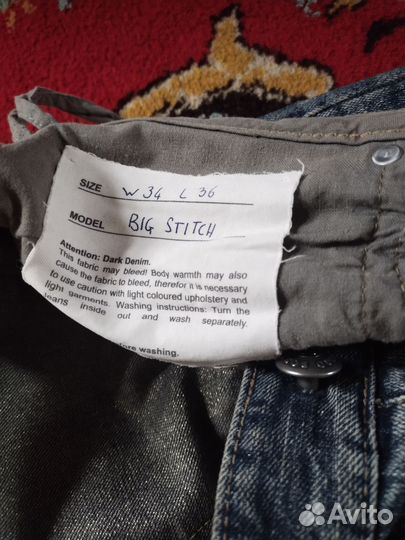 SIZE W 34 L 36
MODEL BIG STITCH
Attention: Dark Denim.
This fabric may bleed! Body warmth may also
cause the fabric to bleed, therefor it is necessary
to use caution with light coloured upholstery and
light garments. Washing instructions: Turn the
jeans inside out and wash separately.
before washing.
Avito